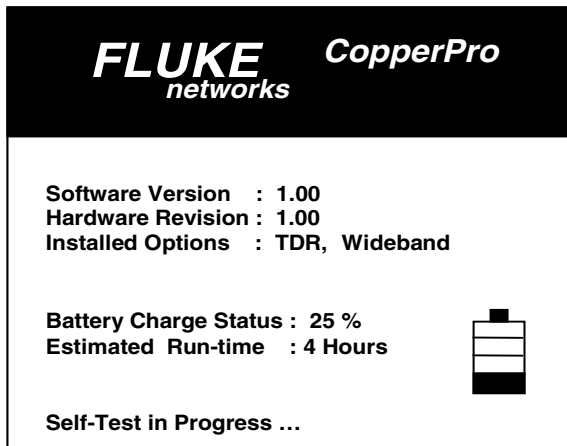 FLUKE
networks
CopperPro
Software Version : 1.00
Hardware Revision : 1.00
Installed Options : TDR, Wideband
Battery Charge Status : 25 %
Estimated Run-time : 4 Hours
Self-Test in Progress ...